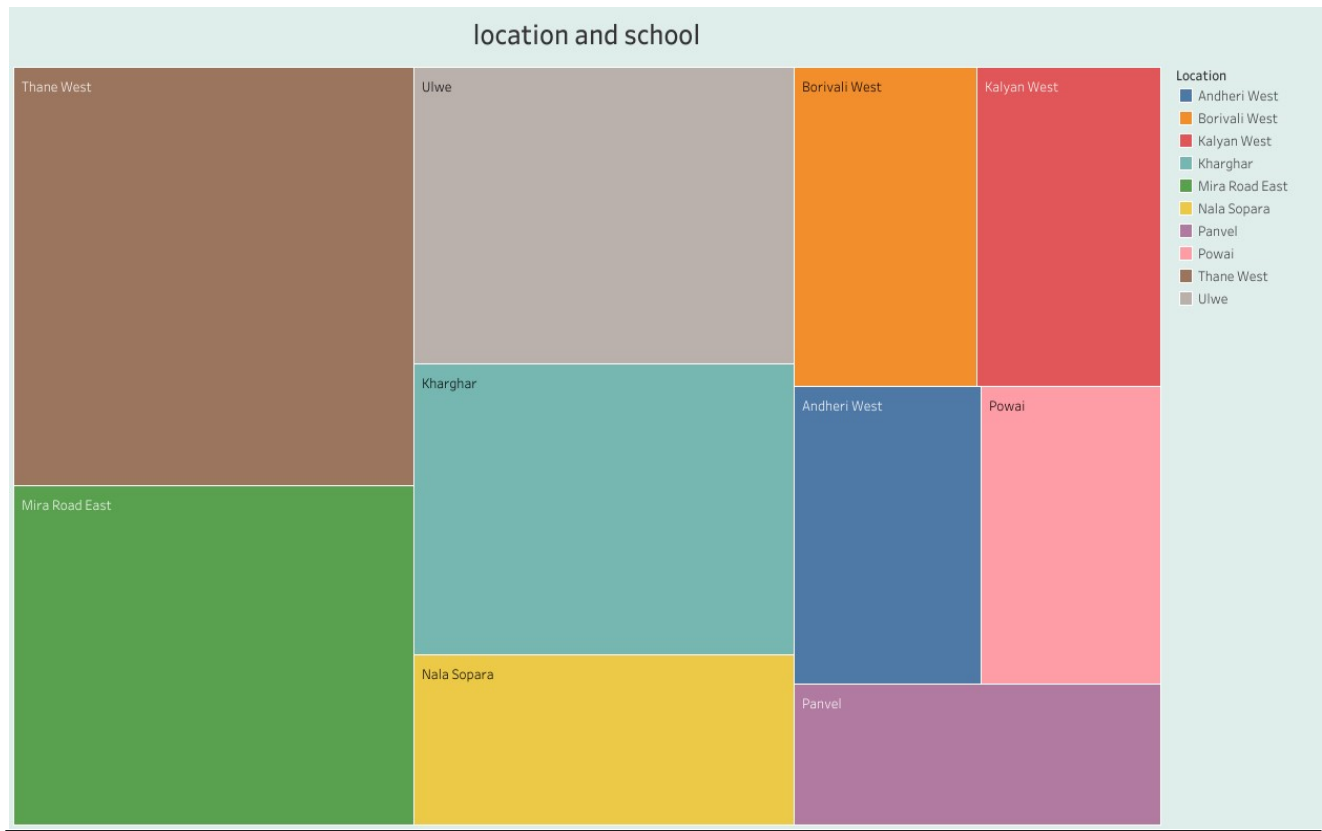 location and school
Thane West
Ulwe
Borivali West
Kalyan West
Kharghar
Andheri West
Powai
Mira Road East
Nala Sopara
Panvel
Location
Andheri West
Borivali West
Kalyan West
Kharghar
Mira Road East
Nala Sopara
Panvel
Powai
Thane West
Ulwe